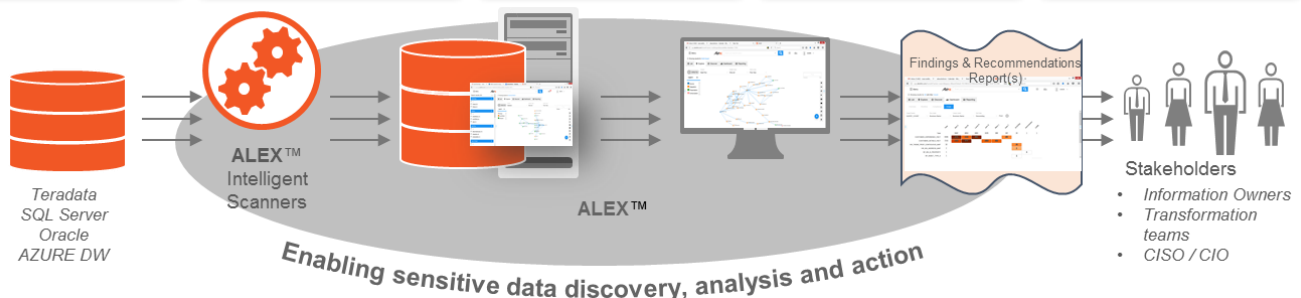 Teradata
SQL Server
Oracle
AZURE DW
ALEX™
Intelligent
Scanners
ALEX™
Findings & Recommendations
Report(s)
Stakeholders
• Information Owners
• Transformation
teams
• CISO / CIO
Enabling sensitive data discovery, analysis and action